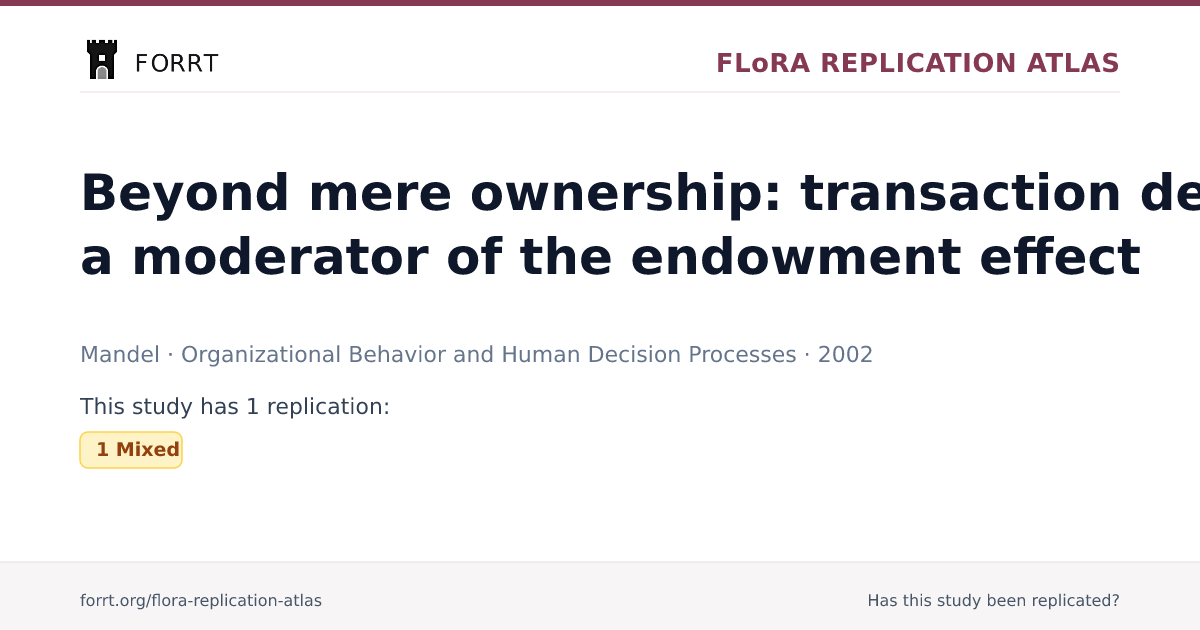 FORRT
FLoRA REPLICATION ATLAS
Beyond mere ownership: transaction de
a moderator of the endowment effect
Mandel · Organizational Behavior and Human Decision Processes · 2002
This study has 1 replication:
1 Mixed
forrt.org/flora-replication-atlas
Has this study been replicated?